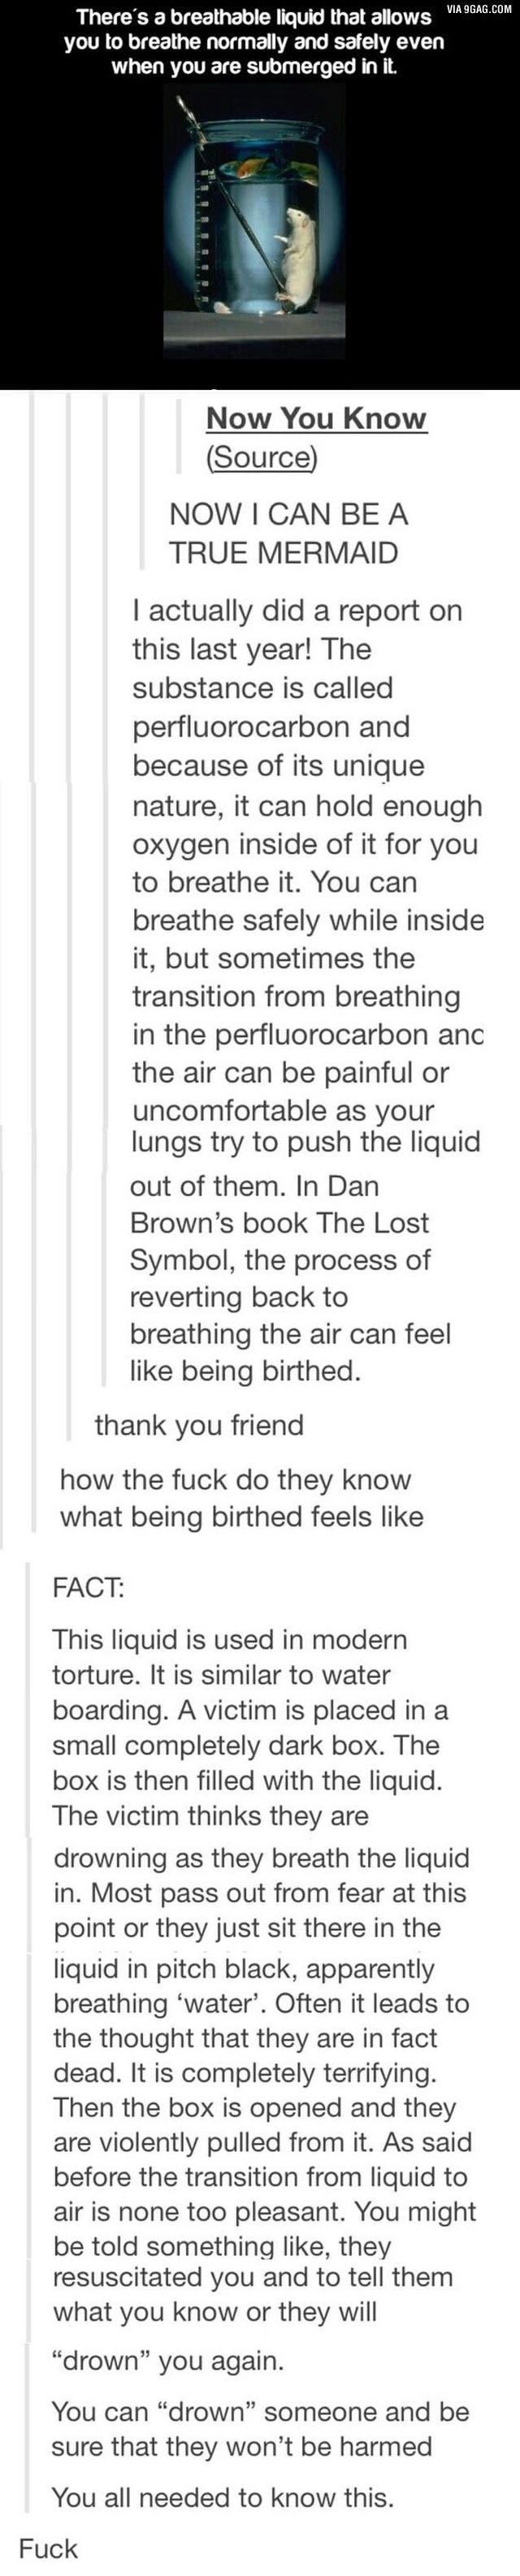 There's a breathable liquid that allows
VIA 9GAG.COM
you to breathe normally and safely even
when you are submerged in it.
Now You Know
(Source)
NOW I CAN BE A
TRUE MERMAID
I actually did a report on
this last year! The
substance is called
perfluorocarbon and
because of its unique
nature, it can hold enough
oxygen inside of it for you
to breathe it. You can
breathe safely while inside
it, but sometimes the
transition from breathing
in the perfluorocarbon and
the air can be painful or
uncomfortable as your
lungs try to push the liquid
out of them. In Dan
Brown's book The Lost
Symbol, the process of
reverting back to
breathing the air can feel
like being birthed.
thank you friend
how the fuck do they know
what being birthed feels like
FACT:
This liquid is used in modern
torture. It is similar to water
boarding. A victim is placed in a
small completely dark box. The
box is then filled with the liquid.
The victim thinks they are
drowning as they breath the liquid
in. Most pass out from fear at this
point or they just sit there in the
liquid in pitch black, apparently
breathing ‘water’. Often it leads to
the thought that they are in fact
dead. It is completely terrifying.
Then the box is opened and they
are violently pulled from it. As said
before the transition from liquid to
air is none too pleasant. You might
be told something like, they
resuscitated you and to tell them
what you know or they will
“drown” you again.
You can “drown” someone and be
sure that they won't be harmed
You all needed to know this.
Fuck